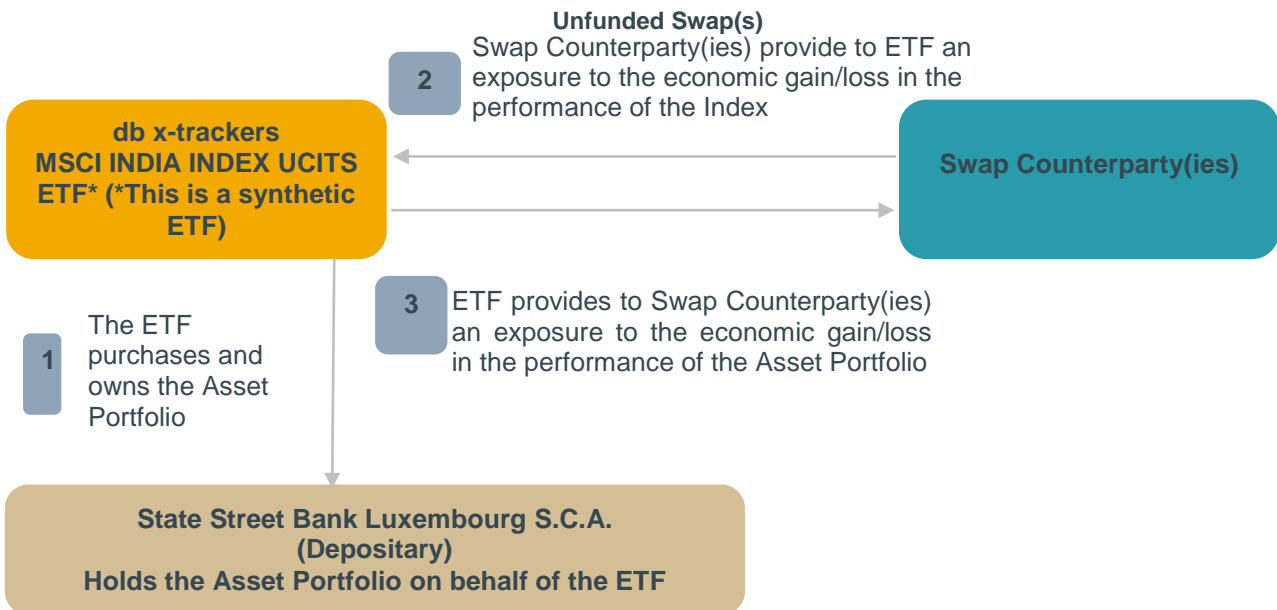 Unfunded Swap(s)
2
Swap Counterparty(ies) provide to ETF an
exposure to the economic gain/loss in the
performance of the Index
db x-trackers
MSCI INDIA INDEX UCITS
ETF* (*This is a synthetic
ETF)
Swap Counterparty(ies)
3
ETF provides to Swap Counterparty(ies)
an exposure to the economic gain/loss
in the performance of the Asset Portfolio
1
The ETF
purchases and
owns the Asset
Portfolio
State Street Bank Luxembourg S.C.A.
(Depositary)
Holds the Asset Portfolio on behalf of the ETF